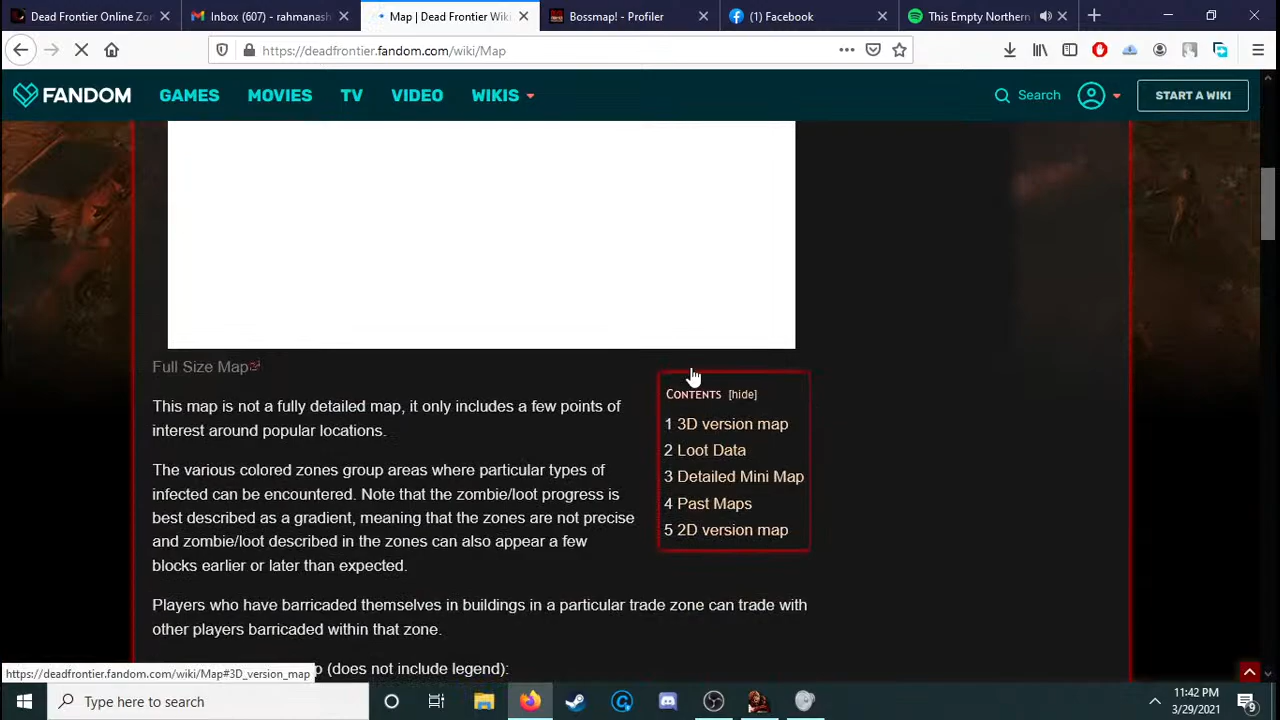 Dead Frontier Online Zo
Inbox (607) - rahmanash
Map | Dead Frontier Wiki
Bossmap! - Profiler
(1) Facebook
This Empty Northern
https://deadfrontier.fandom.com/wiki/Map
FANDOM
GAMES
MOVIES
TV
VIDEO
WIKIS
Search
START A WIKI
Full Size Map
This map is not a fully detailed map, it only includes a few points of
interest around popular locations.
The various colored zones group areas where particular types of
infected can be encountered. Note that the zombie/loot progress is
best described as a gradient, meaning that the zones are not precise
and zombie/loot described in the zones can also appear a few
blocks earlier or later than expected.
Contents [hide]
1 3D version map
2 Loot Data
3 Detailed Mini Map
4 Past Maps
5 2D version map
Players who have barricaded themselves in buildings in a particular trade zone can trade with
other players barricaded within that zone.
(does not include legend):
https://deadfrontier.fandom.com/wiki/Map#3D_version_map
Type here to search
11:42 PM
3/29/2021
9